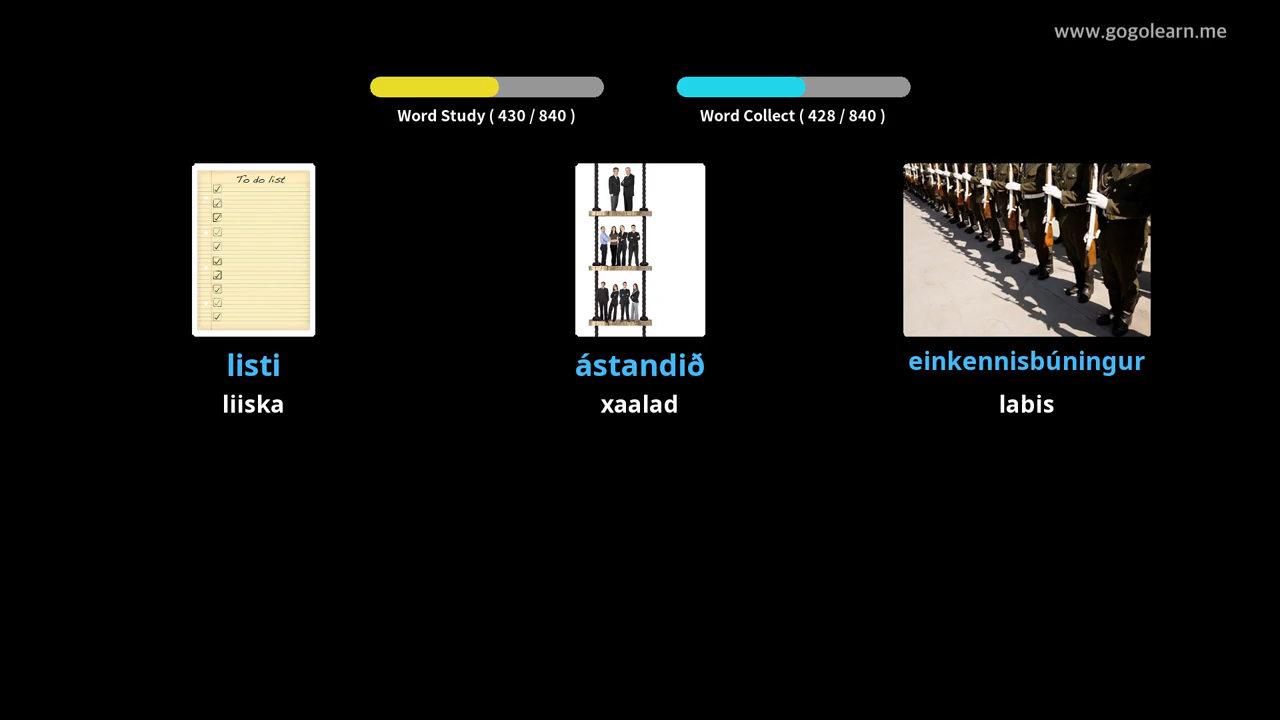 www.gogolearn.me
Word Study ( 430 / 840 )
Word Collect ( 428 / 840 )
To do list
listi
ástandið
einkennisbúningur
liiska
xaalad
labis